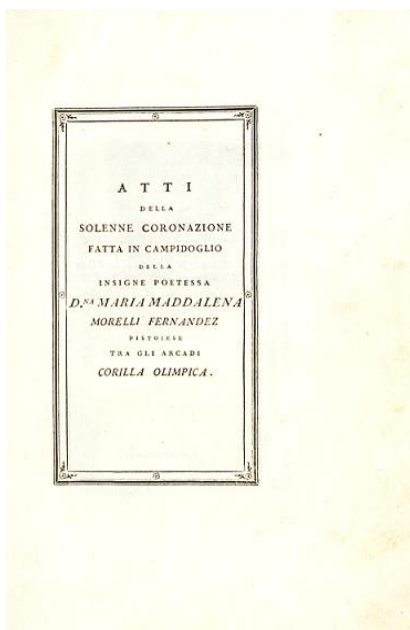 ATTI
DELLA
SOLENNE CORONAZIONE
FATTA IN CAMPIDOGLIO
DELLA
INSIGNE POETESSA
D.NA MARIA MADDALENA
MORELLI FERNANDEZ
PISTOIESE
TRA GLI ARCADI
CORILLA OLIMPICA.